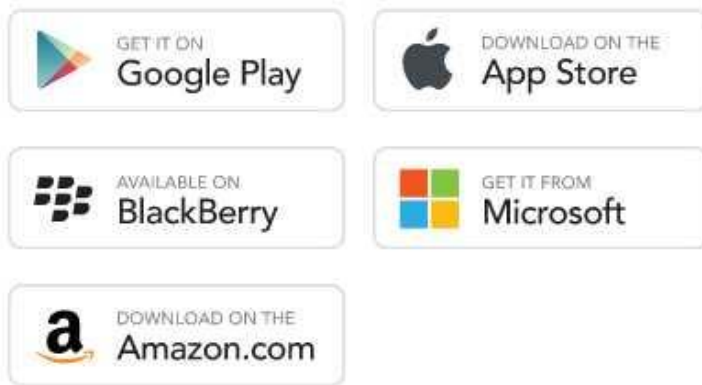 GET IT ON
Google Play
DOWNLOAD ON THE
App Store
AVAILABLE ON
BlackBerry
GET IT FROM
Microsoft
a
DOWNLOAD ON THE
Amazon.com